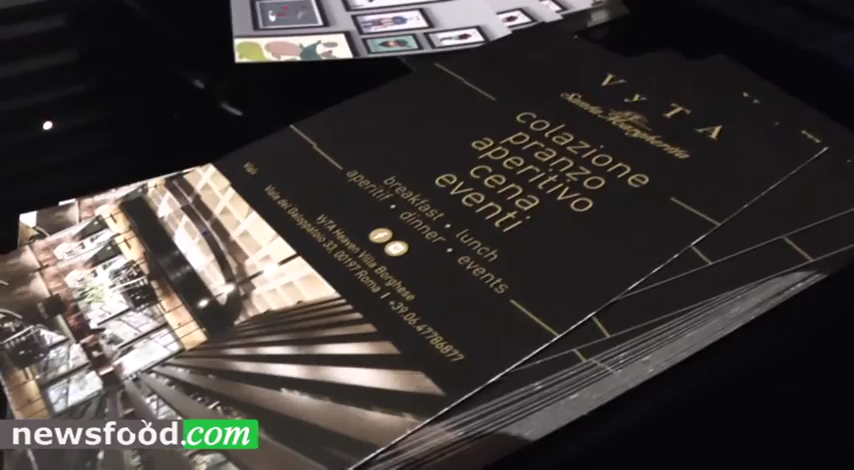 VyTA
Santa Margherita
colazione
pranzo
aperitivo
cena
eventi
breakfast • lunch
aperitif • dinner • events
VyTA Heaven Villa Borghese
Viale del Galoppatoio 33, 00197 Roma | +39.06.47786877
newsfood.com